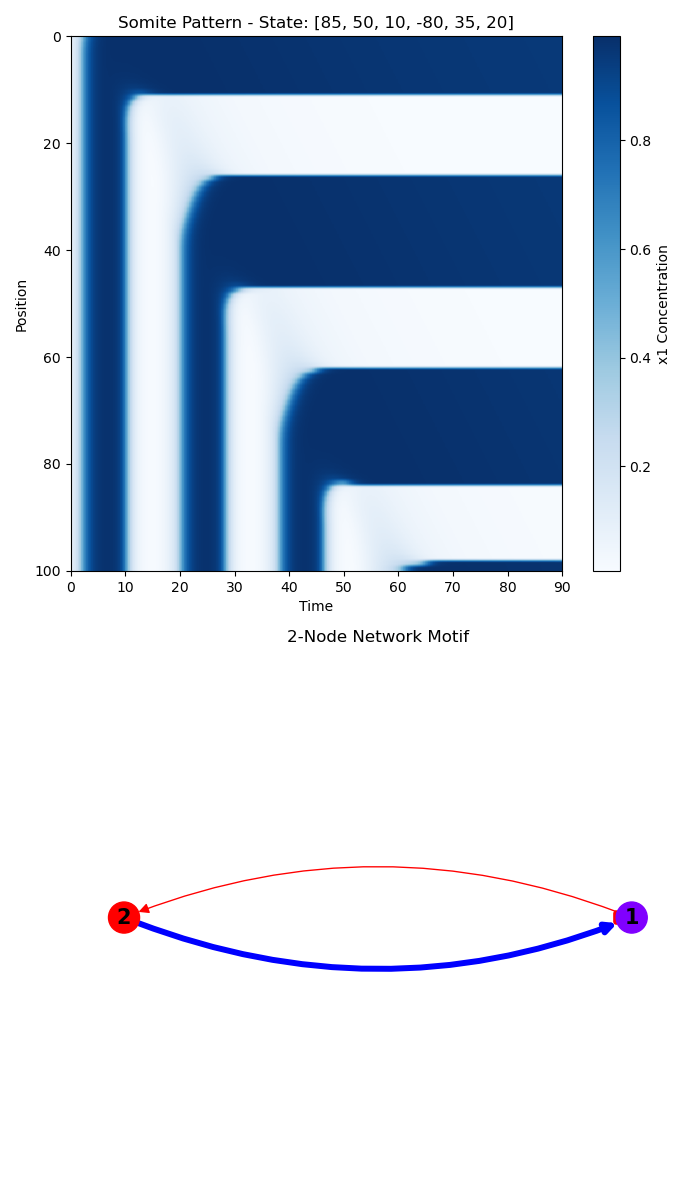 Somite Pattern - State: [85, 50, 10, -80, 35, 20]
0
20
40
60
80
100
Position
0 10 20 30 40 50 60 70 80 90
Time
0.8
0.6
0.4
0.2
x1 Concentration
2-Node Network Motif
2 1